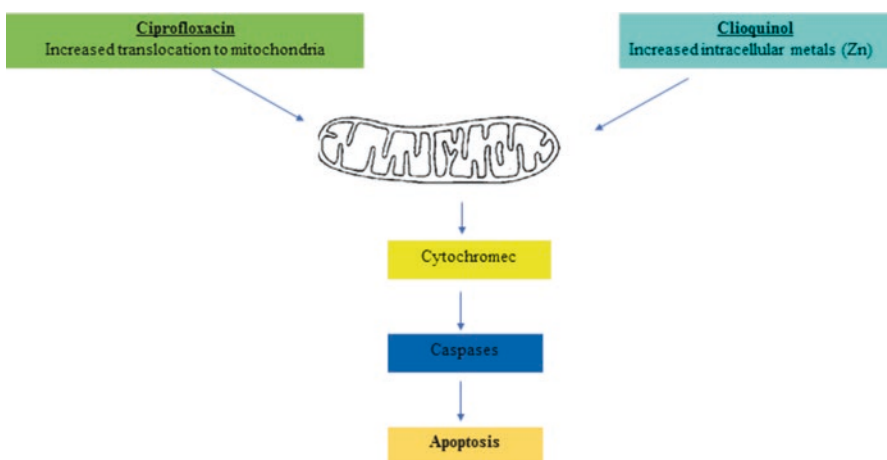 Ciprofloxacin
Increased translocation to mitochondria
Clioquinol
Increased intracellular metals (Zn)
Cytochromec
Caspases
Apoptosis